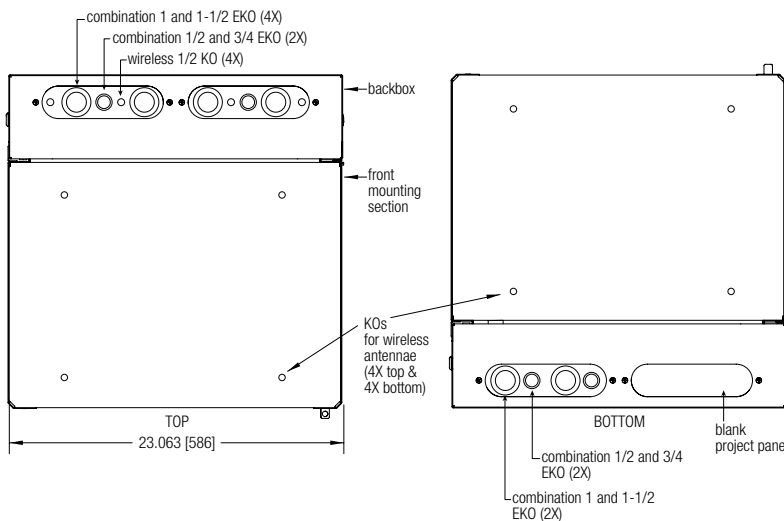 combination 1 and 1-1/2 EKO (4X)
combination 1/2 and 3/4 EKO (2X)
wireless 1/2 KO (4X)
backbox
front
mounting
section
KOs
for wireless
antennae
(4X top &
4X bottom)
TOP
23.063 [586]
BOTTOM
blank
project pane
combination 1/2 and 3/4
EKO (2X)
combination 1 and 1-1/2
EKO (2X)